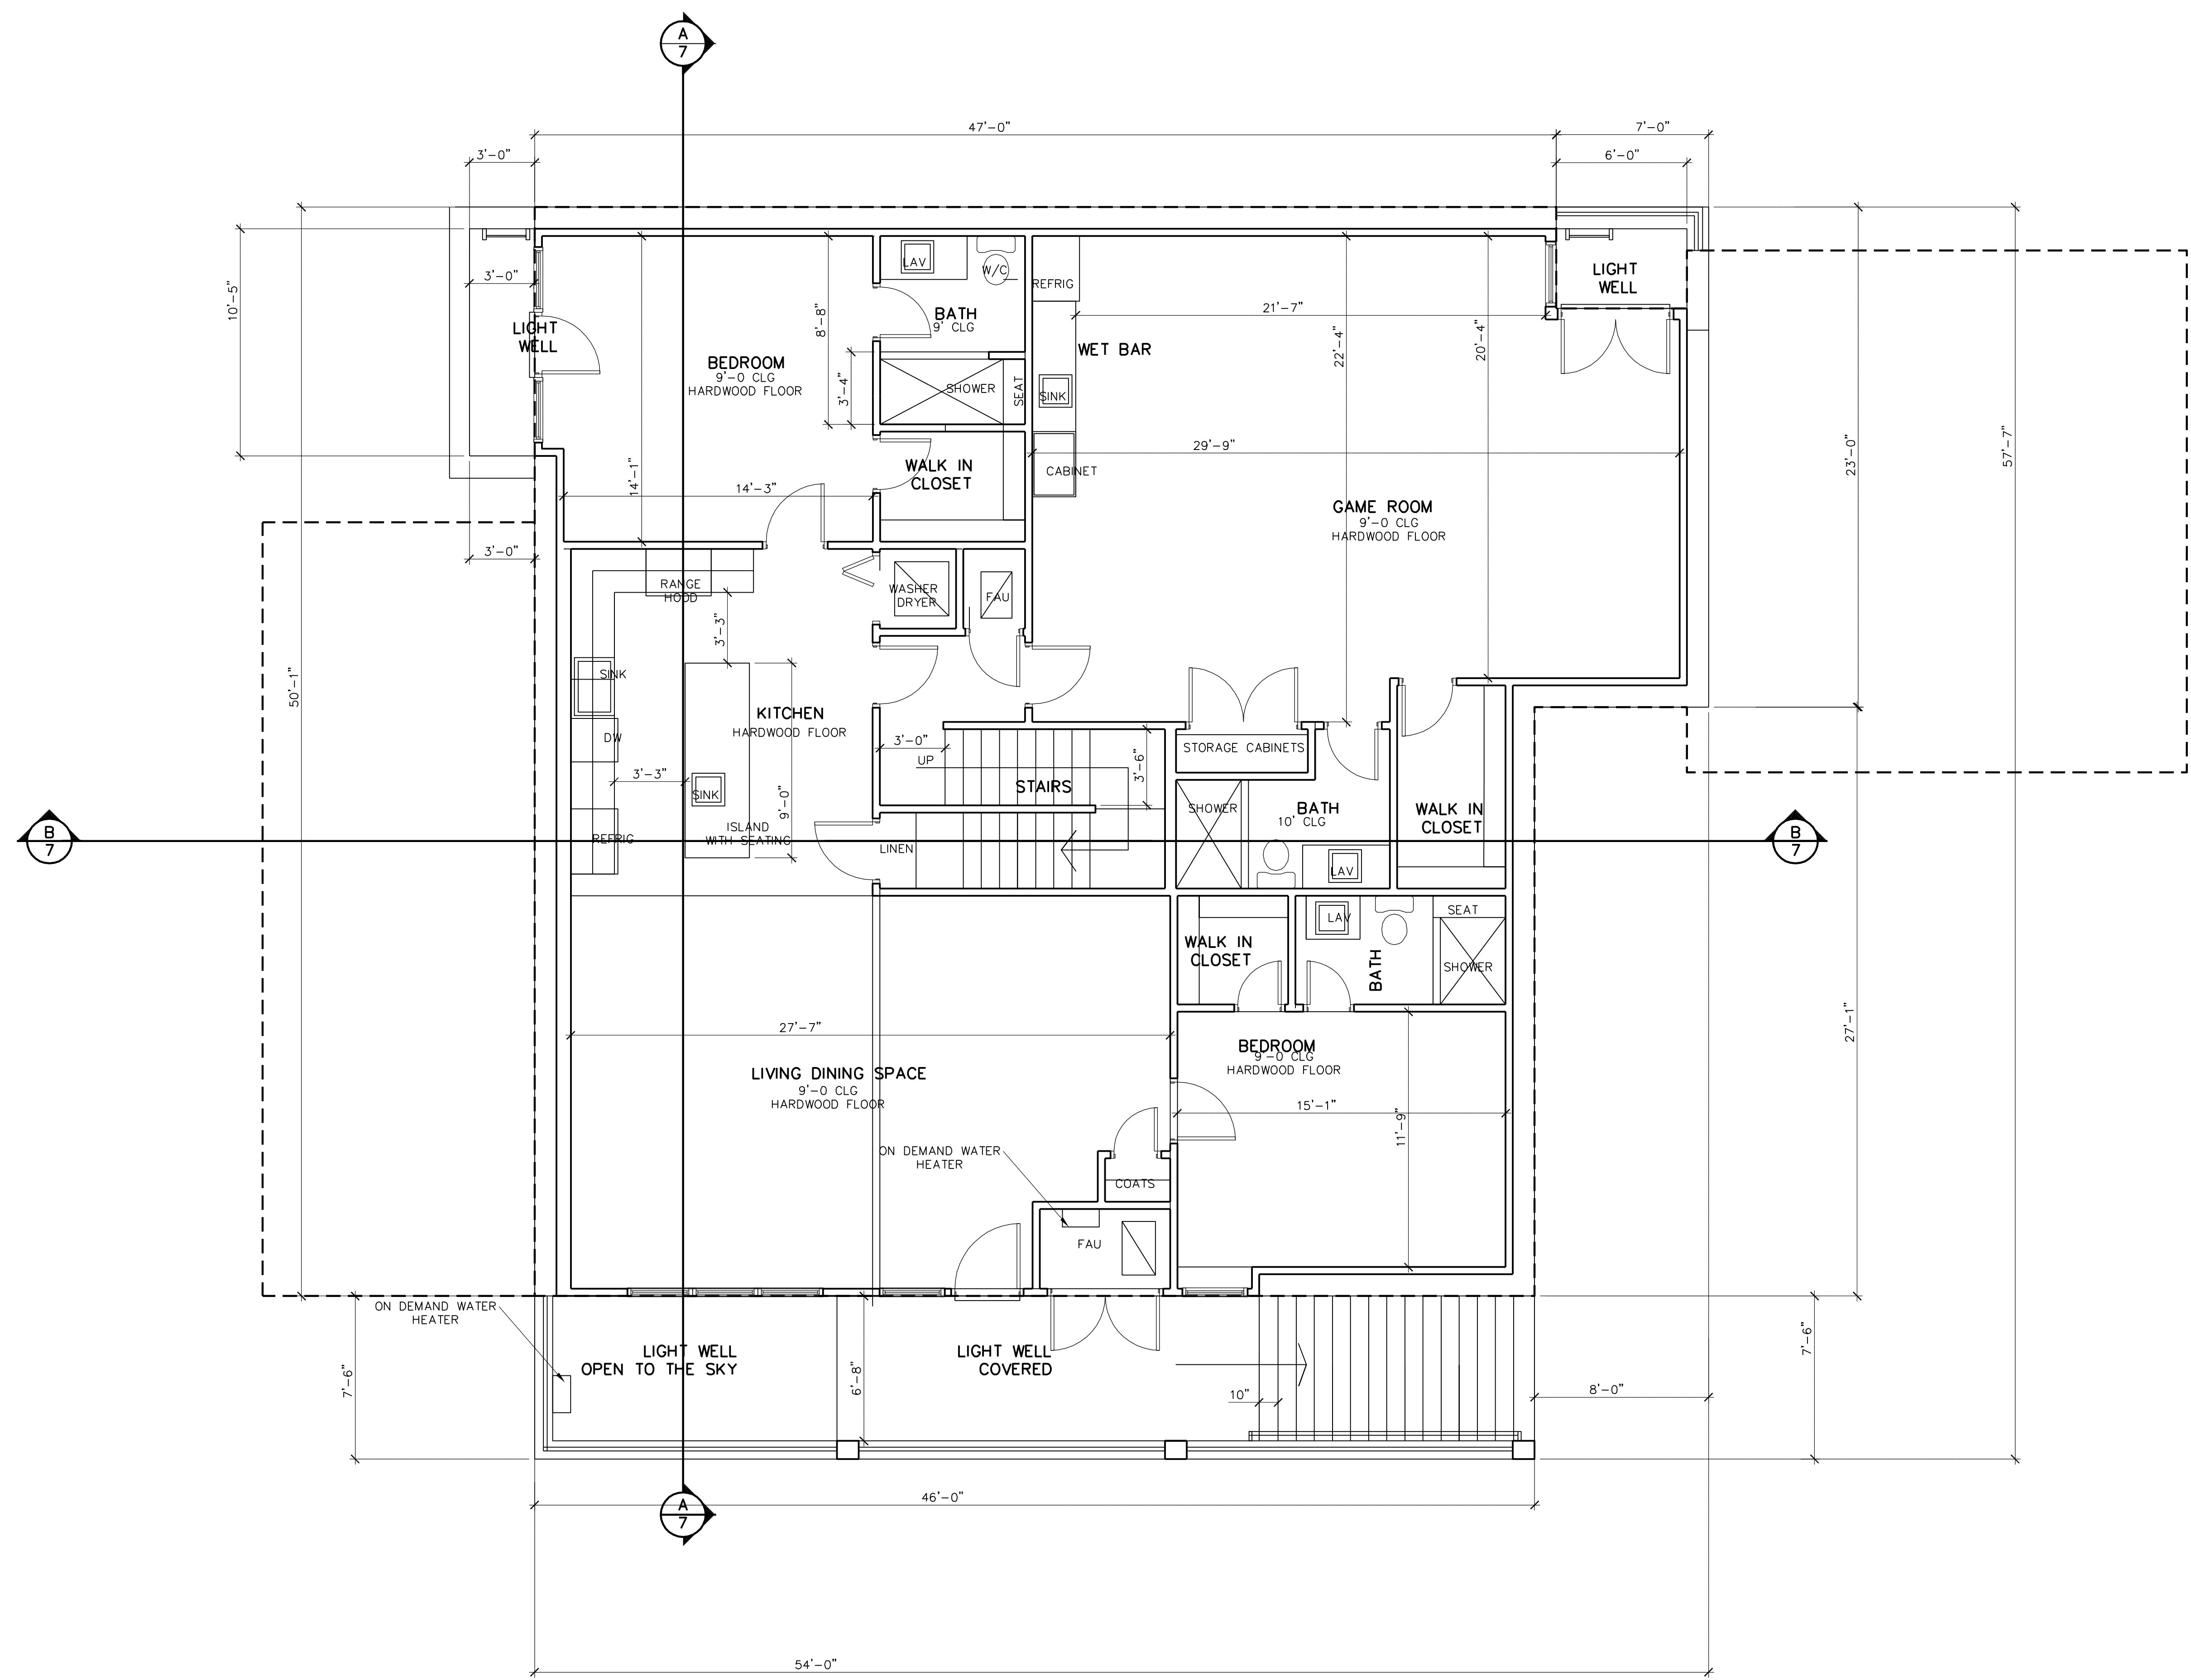 A
7
47'-0"
7'-0"
3'-0"
6'-0"
LIGHT
WELL
LAV
W/C
REFRIG
3'-0"
10'-5"
8'-8"
21'-7"
BATH
9' CLG
LIGHT
WELL
22'-4"
20'-4"
WET BAR
BEDROOM
9'-0 CLG
HARDWOOD FLOOR
3'-4"
SHOWER
SEAT
SINK
23'-0"
57'-7"
29'-9"
WALK IN
CLOSET
CABINET
14'-1"
14'-3"
GAME ROOM
9'-0 CLG
HARDWOOD FLOOR
3'-0"
RANGE
HOOD
WASHER
DRYER
FAU
3'-3"
50'-1"
SINK
KITCHEN
HARDWOOD FLOOR
DW
3'-0"
UP
STORAGE CABINETS
3'-6"
3'-3"
STAIRS
SINK
9'-0"
SHOWER
BATH
10' CLG
WALK IN
CLOSET
B
7
REFRIG
ISLAND
WITH SEATING
LINEN
LAV
B
7
LAV
SEAT
WALK IN
CLOSET
BATH
SHOWER
27'-7"
27'-1"
BEDROOM
9'-0 CLG
HARDWOOD FLOOR
LIVING DINING SPACE
9'-0 CLG
HARDWOOD FLOOR
15'-1"
11'-9"
ON DEMAND WATER
HEATER
COATS
FAU
ON DEMAND WATER
HEATER
LIGHT WELL
OPEN TO THE SKY
LIGHT WELL
COVERED
7'-6"
6'-8"
10"
7'-6"
8'-0"
46'-0"
A
7
54'-0"